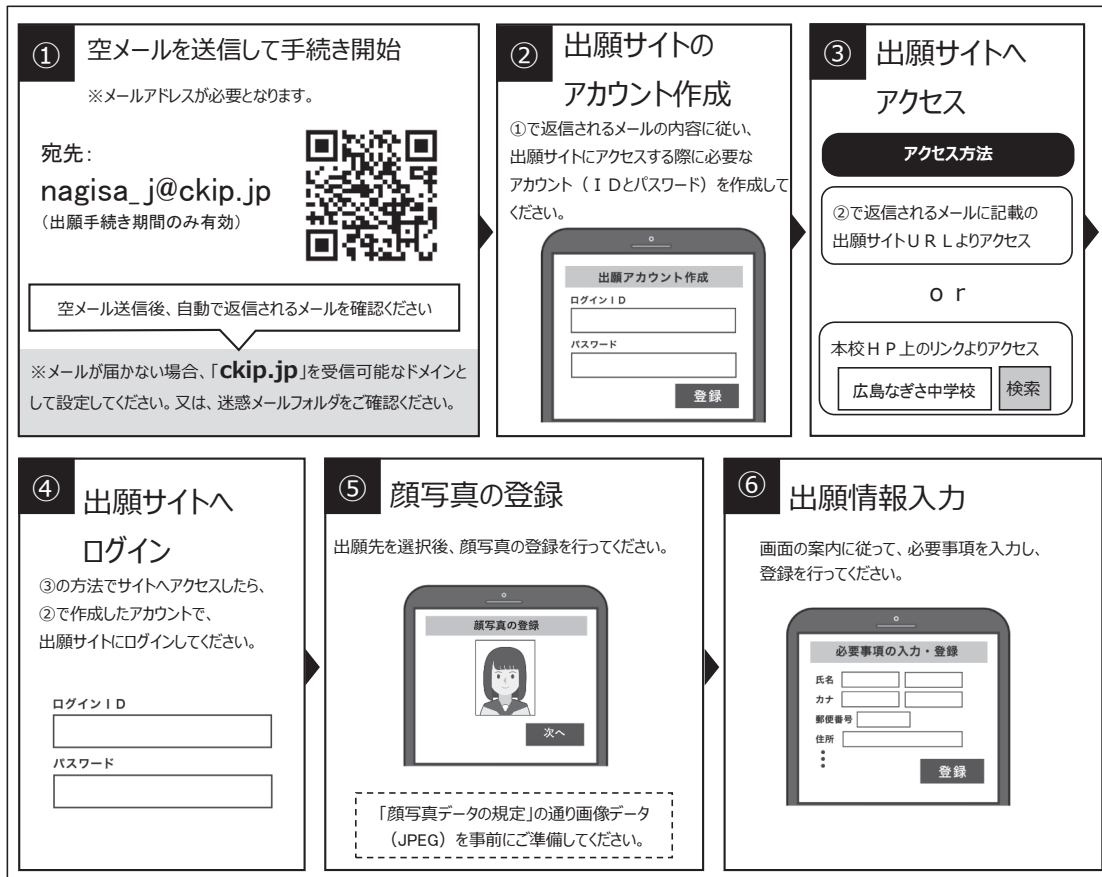 ① 空メールを送信して手続き開始
※メールアドレスが必要となります。
宛先:
nagisa_j@ckip.jp
(出願手続き期間のみ有効)
空メール送信後、自動で返信されるメールを確認ください
※メールが届かない場合、「ckip.jp」を受信可能なドメインと
して設定してください。又は、迷惑メールフォルダをご確認ください。
② 出願サイトの
アカウント作成
①で返信されるメールの内容に従い、
出願サイトにアクセスする際に必要な
アカウント(IDとパスワード)を作成して
ください。
出願アカウント作成
ログインID
パスワード
登録
③ 出願サイトへ
アクセス
アクセス方法
②で返信されるメールに記載の
出願サイトURLよりアクセス
or
本校HP上のリンクよりアクセス
広島なぎさ中学校 検索
④ 出願サイトへ
ログイン
③の方法でサイトへアクセスしたら、
②で作成したアカウントで、
出願サイトにログインしてください。
ログインID
パスワード
⑤ 顔写真の登録
出願先を選択後、顔写真の登録を行ってください。
顔写真の登録
次へ
「顔写真データの規定」の通り画像データ
(JPEG)を事前にご準備してください。
⑥ 出願情報入力
画面の案内に従って、必要事項を入力し、
登録を行ってください。
必要事項の入力・登録
氏名
カナ
郵便番号
住所
登録